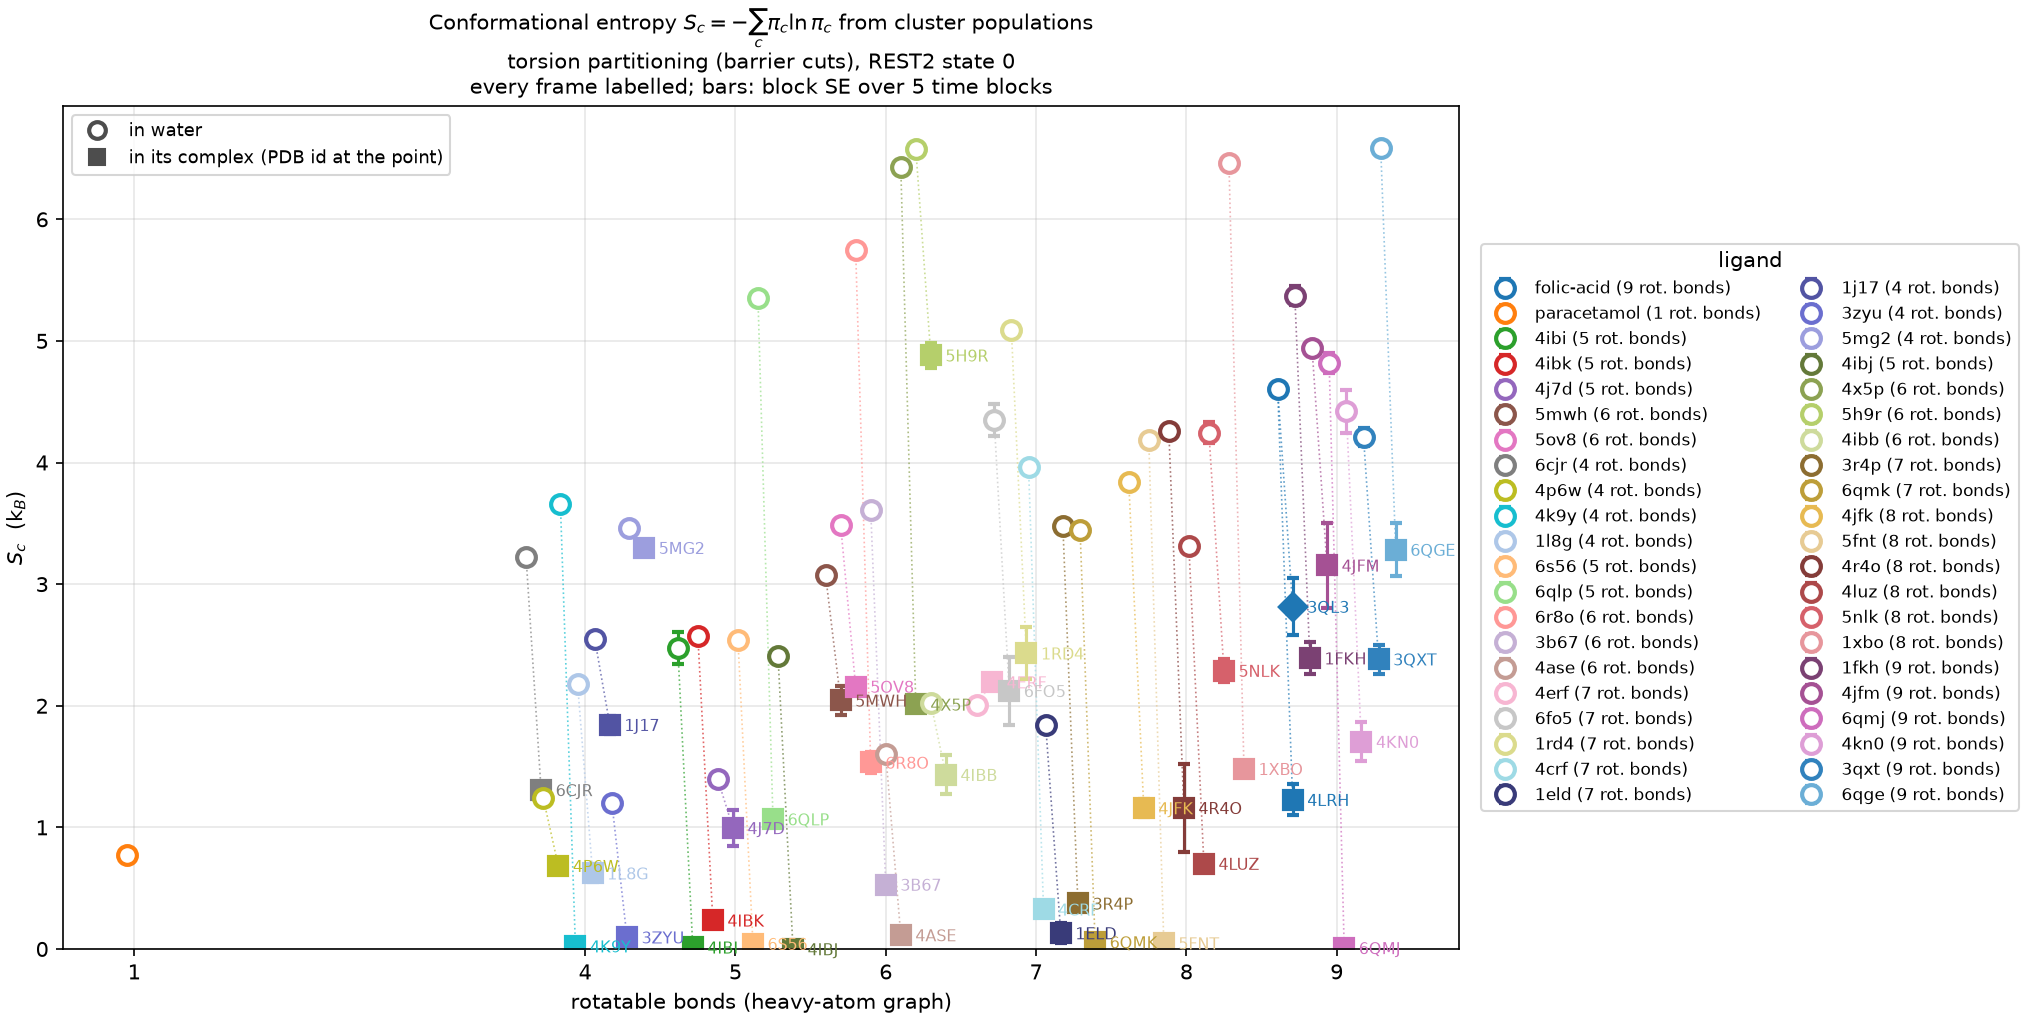 Conformational entropy S_c = −∑_c π_c ln π_c from cluster populations
torsion partitioning (barrier cuts), REST2 state 0
every frame labelled; bars: block SE over 5 time blocks
in water
in its complex (PDB id at the point)
S_c (k_B)
6
5
4
3
2
1
0
5H9R
5MG2
6QGE
4JFM
3QL3
1RD4
1FKH
3QXT
5NLK
4ERF
6FO5
5OV8
5MWH
4X5P
1J17
4KN0
6R8O
1XBO
4IBB
6CJR
4LRH
4JFK
4R4O
6QLP
4J7D
4P6W
1L8G
4LUZ
3B67
3R4P
4CRF
4IBK
1ELD
4ASE
3ZYU
4K9Y
4IBI
6S56
4IBJ
6QMK
5FNT
6QMJ
1 4 5 6 7 8 9
rotatable bonds (heavy-atom graph)
ligand
folic-acid (9 rot. bonds)
paracetamol (1 rot. bonds)
4ibi (5 rot. bonds)
4ibk (5 rot. bonds)
4j7d (5 rot. bonds)
5mwh (6 rot. bonds)
5ov8 (6 rot. bonds)
6cjr (4 rot. bonds)
4p6w (4 rot. bonds)
4k9y (4 rot. bonds)
1l8g (4 rot. bonds)
6s56 (5 rot. bonds)
6qlp (5 rot. bonds)
6r8o (6 rot. bonds)
3b67 (6 rot. bonds)
4ase (6 rot. bonds)
4erf (7 rot. bonds)
6fo5 (7 rot. bonds)
1rd4 (7 rot. bonds)
4crf (7 rot. bonds)
1eld (7 rot. bonds)
1j17 (4 rot. bonds)
3zyu (4 rot. bonds)
5mg2 (4 rot. bonds)
4ibj (5 rot. bonds)
4x5p (6 rot. bonds)
5h9r (6 rot. bonds)
4ibb (6 rot. bonds)
3r4p (7 rot. bonds)
6qmk (7 rot. bonds)
4jfk (8 rot. bonds)
5fnt (8 rot. bonds)
4r4o (8 rot. bonds)
4luz (8 rot. bonds)
5nlk (8 rot. bonds)
1xbo (8 rot. bonds)
1fkh (9 rot. bonds)
4jfm (9 rot. bonds)
6qmj (9 rot. bonds)
4kn0 (9 rot. bonds)
3qxt (9 rot. bonds)
6qge (9 rot. bonds)